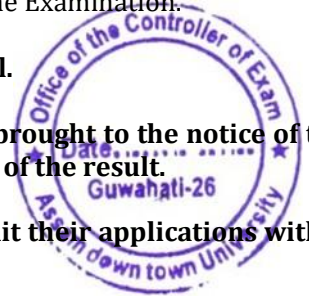 e Examination.
l.
brought to the notice of t
of the result.
it their applications with
Office of the Controller of Exam
Date
Guwahati-26
Assam down town University